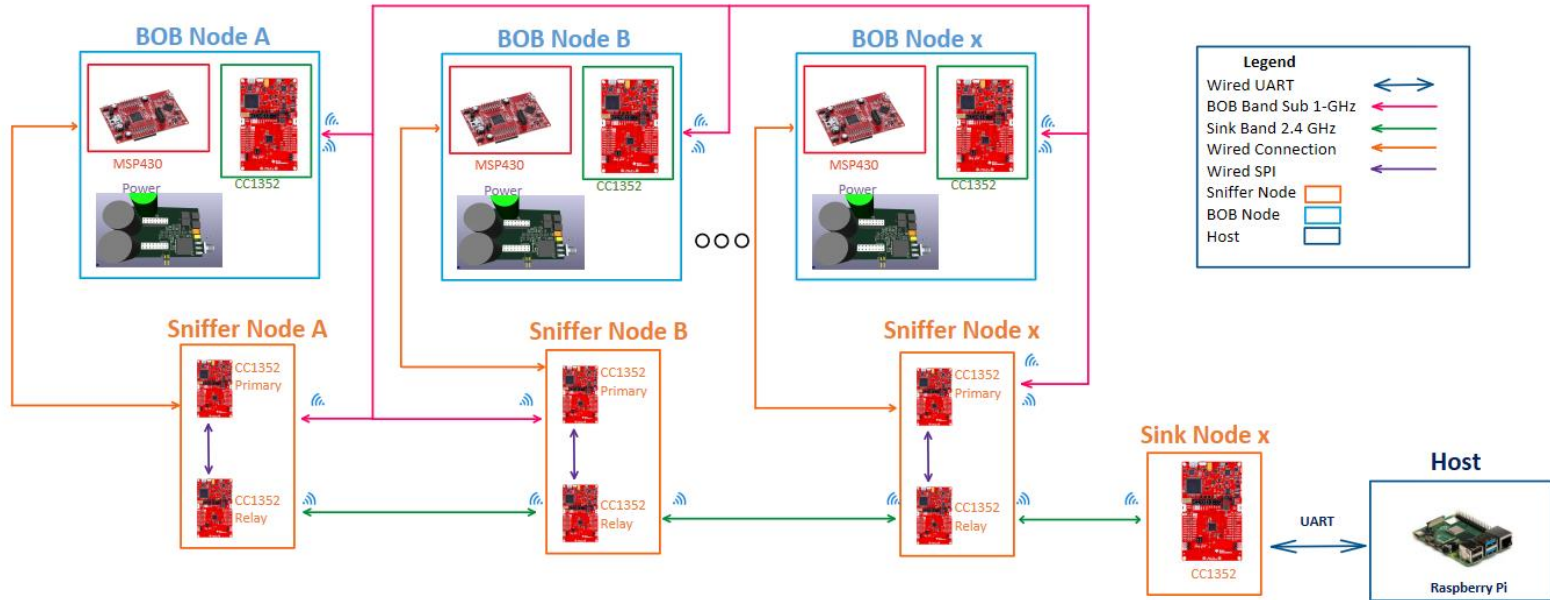 BOB Node A
BOB Node B
BOB Node x
MSP430
CC1352
Power
MSP430
CC1352
Power
MSP430
CC1352
Power
Legend
Wired UART
BOB Band Sub 1-GHz
Sink Band 2.4 GHz
Wired Connection
Wired SPI
Sniffer Node
BOB Node
Host
Sniffer Node A
CC1352
Primary
CC1352
Relay
Sniffer Node B
CC1352
Primary
CC1352
Relay
Sniffer Node x
CC1352
Primary
CC1352
Relay
Sink Node x
CC1352
UART
Host
Raspberry Pi